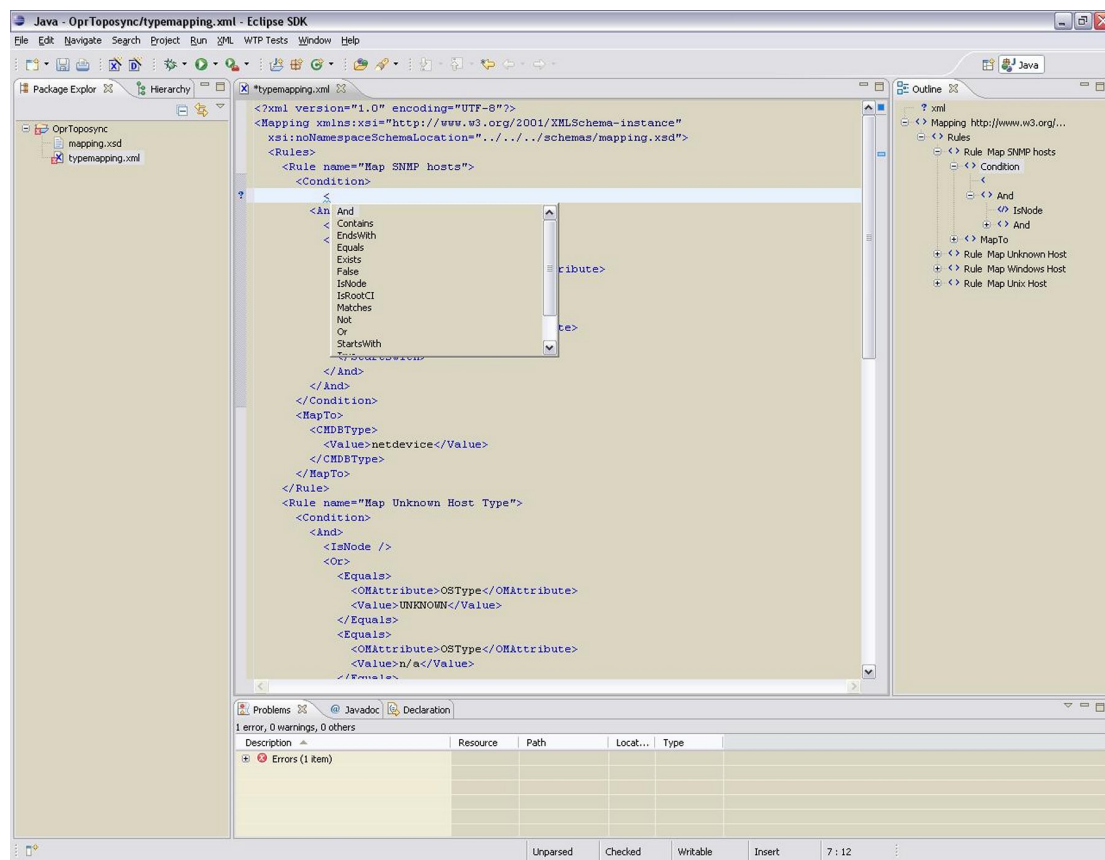 Java - OprToposync/typemapping.xml - Eclipse SDK
File Edit Navigate Search Project Run XML WTP Tests Window Help
Java
Package Explor Hierarchy
OprToposync
mapping.xsd
typemapping.xml
*typemapping.xml
<?xml version="1.0" encoding="UTF-8"?>
<Mapping xmlns:xsi="http://www.w3.org/2001/XMLSchema-instance"
xsi:noNamespaceSchemaLocation="../../../schemas/mapping.xsd">
<Rules>
<Rule name="Map SNMP hosts">
<Condition>
<
<An
<
<
And
Contains
EndsWith
Equals
Exists
False
IsNode
IsRootCI
Matches
Not
Or
StartsWith
ribute>
te>
</StartsWith>
</And>
</And>
</Condition>
<MapTo>
<CMDBType>
<Value>netdevice</Value>
</CMDBType>
</MapTo>
</Rule>
<Rule name="Map Unknown Host Type">
<Condition>
<And>
<IsNode />
<Or>
<Equals>
<OMAttribute>OSType</OMAttribute>
<Value>UNKNOWN</Value>
</Equals>
<Equals>
<OMAttribute>OSType</OMAttribute>
<Value>n/a</Value>
</Equals>
Outline
? xml
Mapping http://www.w3.org/...
Rules
Rule Map SNMP hosts
Condition
<
And
IsNode
And
MapTo
Rule Map Unknown Host
Rule Map Windows Host
Rule Map Unix Host
Problems @ Javadoc Declaration
1 error, 0 warnings, 0 others
Description Resource Path Locat... Type
Errors (1 item)
Unparsed Checked Writable Insert 7 : 12